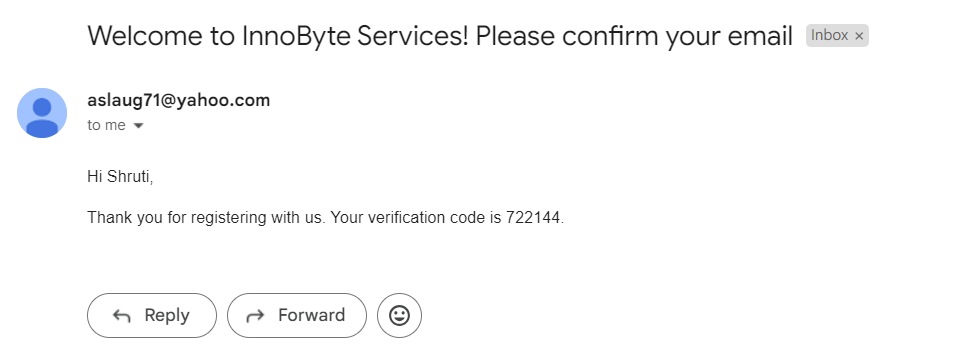 Welcome to InnoByte Services! Please confirm your email Inbox ×
aslaug71@yahoo.com
to me
Hi Shruti,
Thank you for registering with us. Your verification code is 722144.
Reply Forward